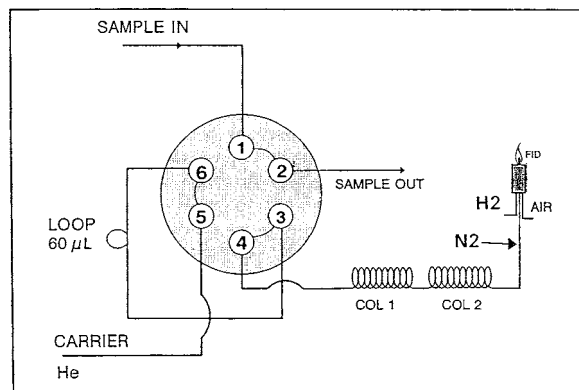 SAMPLE IN
1
6
2
SAMPLE OUT
5
3
4
LOOP
60 µL
FID
H2
AIR
N2
COL 1
COL 2
CARRIER
He